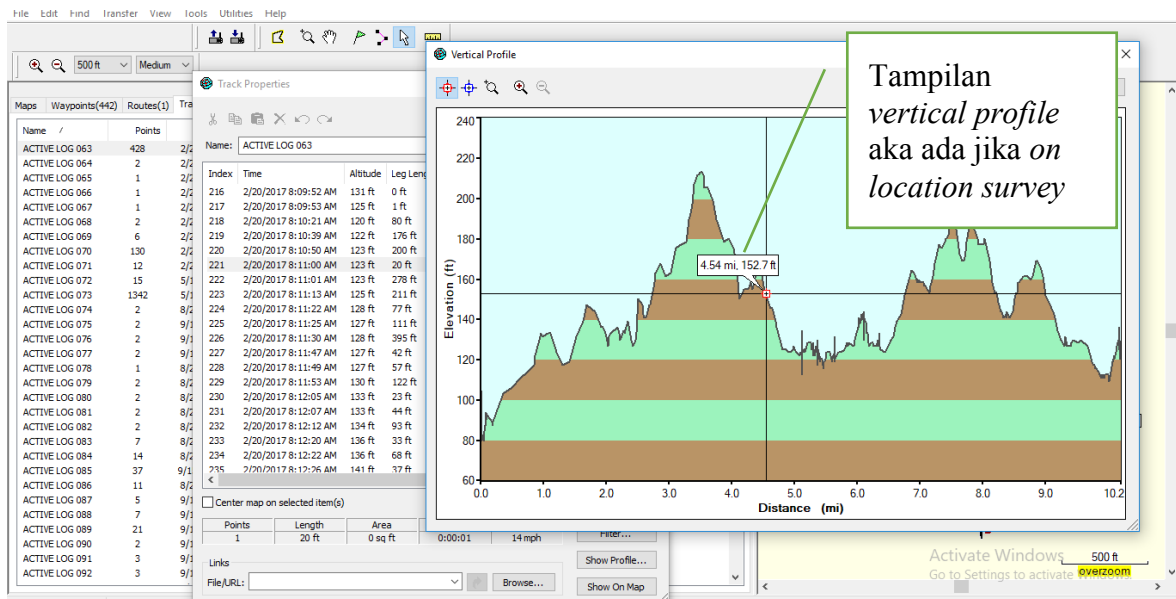 File Edit Find Transfer View Tools Utilities Help
500 ft Medium
Maps Waypoints(442) Routes(1)
Name / Points
ACTIVE LOG 063 428
ACTIVE LOG 064 2
ACTIVE LOG 065 1
ACTIVE LOG 066 1
ACTIVE LOG 067 1
ACTIVE LOG 068 2
ACTIVE LOG 069 6
ACTIVE LOG 070 130
ACTIVE LOG 071 12
ACTIVE LOG 072 15
ACTIVE LOG 073 1342
ACTIVE LOG 074 2
ACTIVE LOG 075 2
ACTIVE LOG 076 2
ACTIVE LOG 077 2
ACTIVE LOG 078 1
ACTIVE LOG 079 2
ACTIVE LOG 080 2
ACTIVE LOG 081 2
ACTIVE LOG 082 2
ACTIVE LOG 083 7
ACTIVE LOG 084 14
ACTIVE LOG 085 37
ACTIVE LOG 086 11
ACTIVE LOG 087 5
ACTIVE LOG 088 7
ACTIVE LOG 089 21
ACTIVE LOG 090 2
ACTIVE LOG 091 3
ACTIVE LOG 092 3
Track Properties
Name: ACTIVE LOG 063
Index Time Altitude Leg Leng
216 2/20/2017 8:09:52 AM 131 ft 0 ft
217 2/20/2017 8:09:53 AM 125 ft 1 ft
218 2/20/2017 8:10:21 AM 120 ft 80 ft
219 2/20/2017 8:10:39 AM 122 ft 176 ft
220 2/20/2017 8:10:50 AM 123 ft 200 ft
221 2/20/2017 8:11:00 AM 123 ft 20 ft
222 2/20/2017 8:11:01 AM 123 ft 278 ft
223 2/20/2017 8:11:13 AM 125 ft 211 ft
224 2/20/2017 8:11:22 AM 128 ft 77 ft
225 2/20/2017 8:11:25 AM 127 ft 111 ft
226 2/20/2017 8:11:30 AM 128 ft 395 ft
227 2/20/2017 8:11:47 AM 127 ft 42 ft
228 2/20/2017 8:11:49 AM 127 ft 57 ft
229 2/20/2017 8:11:53 AM 130 ft 122 ft
230 2/20/2017 8:12:05 AM 133 ft 23 ft
231 2/20/2017 8:12:07 AM 133 ft 44 ft
232 2/20/2017 8:12:12 AM 134 ft 93 ft
233 2/20/2017 8:12:20 AM 136 ft 33 ft
234 2/20/2017 8:12:22 AM 136 ft 68 ft
235 2/20/2017 8:12:26 AM 141 ft 37 ft
Center map on selected item(s)
Points Length Area
1 20 ft 0 sq ft 0:00:01 14 mph
Filter...
Links
Show Profile...
File/URL: Browse... Show On Map
Vertical Profile
240
220
200
180
160
140
120
100
80
60
Elevation (ft)
4.54 mi, 152.7 ft
0.0 1.0 2.0 3.0 4.0 5.0 6.0 7.0 8.0 9.0 10.2
Distance (mi)
Tampilan
vertical profile
aka ada jika on
location survey
Activate Windows 500 ft
Go to Settings to activate overzoom